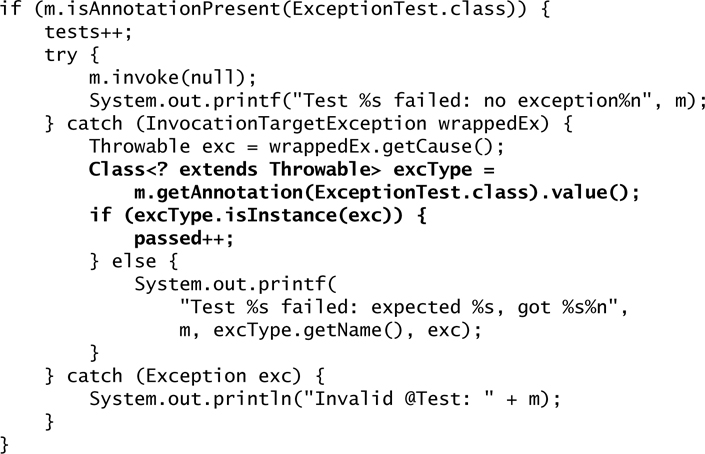 if (m.isAnnotationPresent(ExceptionTest.class)) {
    tests++;
    try {
        m.invoke(null);
        System.out.printf("Test %s failed: no exception%n", m);
    } catch (InvocationTargetException wrappedEx) {
        Throwable exc = wrappedEx.getCause();
        Class<? extends Throwable> excType =
            m.getAnnotation(ExceptionTest.class).value();
        if (excType.isInstance(exc)) {
            passed++;
        } else {
            System.out.printf(
                "Test %s failed: expected %s, got %s%n",
                m, excType.getName(), exc);
        }
    } catch (Exception exc) {
        System.out.println("Invalid @Test: " + m);
    }
}